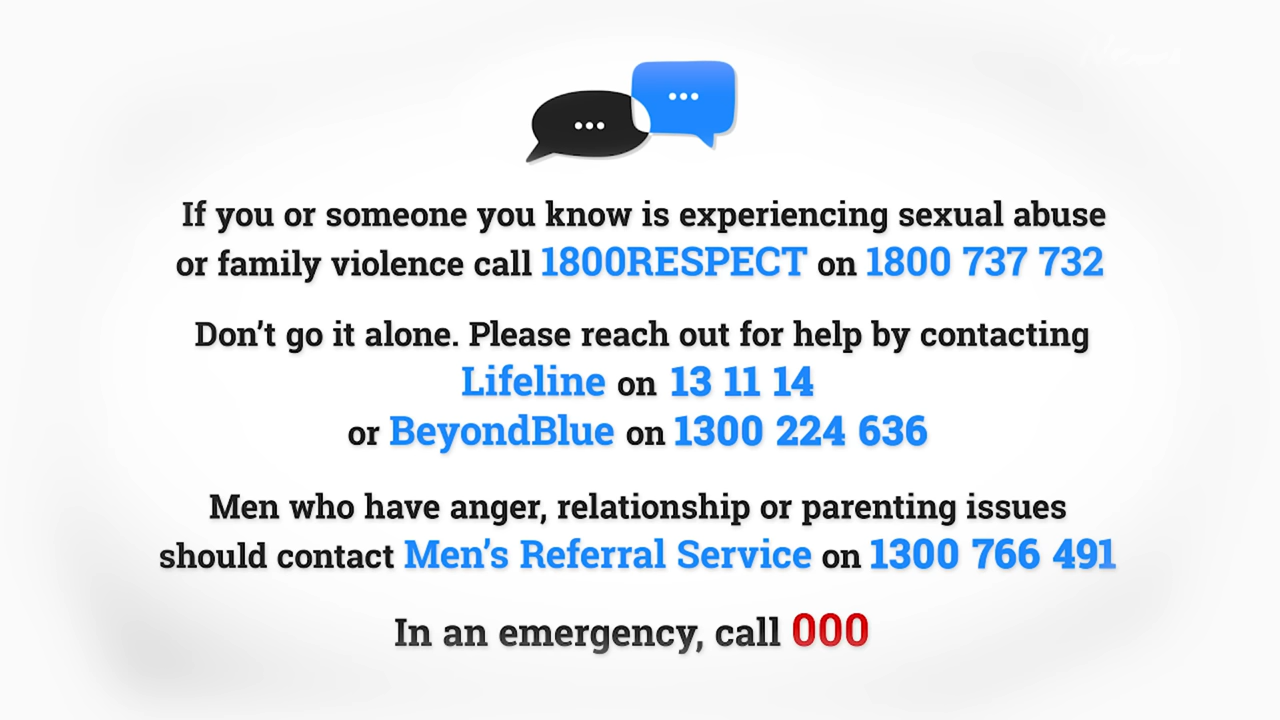 If you or someone you know is experiencing sexual abuse
or family violence call 1800RESPECT on 1800 737 732
Don't go it alone. Please reach out for help by contacting
Lifeline on 13 11 14
or BeyondBlue on 1300 224 636
Men who have anger, relationship or parenting issues
should contact Men's Referral Service on 1300 766 491
In an emergency, call 000